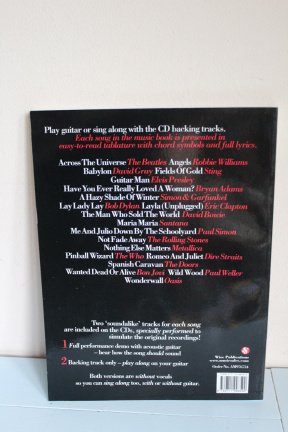 Play guitar or sing along with the CD backing tracks.
Each song in the music book is presented in
easy-to-read tablature with chord symbols and full lyrics.
Across The Universe The Beatles Angels Robbie Williams
Babylon David Gray Fields Of Gold Sting
Guitar Man Elvis Presley
Have You Ever Really Loved A Woman? Bryan Adams
A Hazy Shade Of Winter Simon & Garfunkel
Lay Lady Lay Bob Dylan Layla (Unplugged) Eric Clapton
The Man Who Sold The World David Bowie
Maria Maria Santana
Me And Julio Down By The Schoolyard Paul Simon
Not Fade Away The Rolling Stones
Nothing Else Matters Metallica
Pinball Wizard The Who Romeo And Juliet Dire Straits
Spanish Caravan The Doors
Wanted Dead Or Alive Bon Jovi Wild Wood Paul Weller
Wonderwall Oasis
Two 'soundalike' tracks for each song
are included on the CDs, specially performed to
simulate the original recordings!
1 Full performance demo with acoustic guitar
– hear how the song should sound
2 Backing track only – play along on your guitar
Both versions are without vocals
so you can sing along too, with or without guitar.
Wise Publications
Order No.